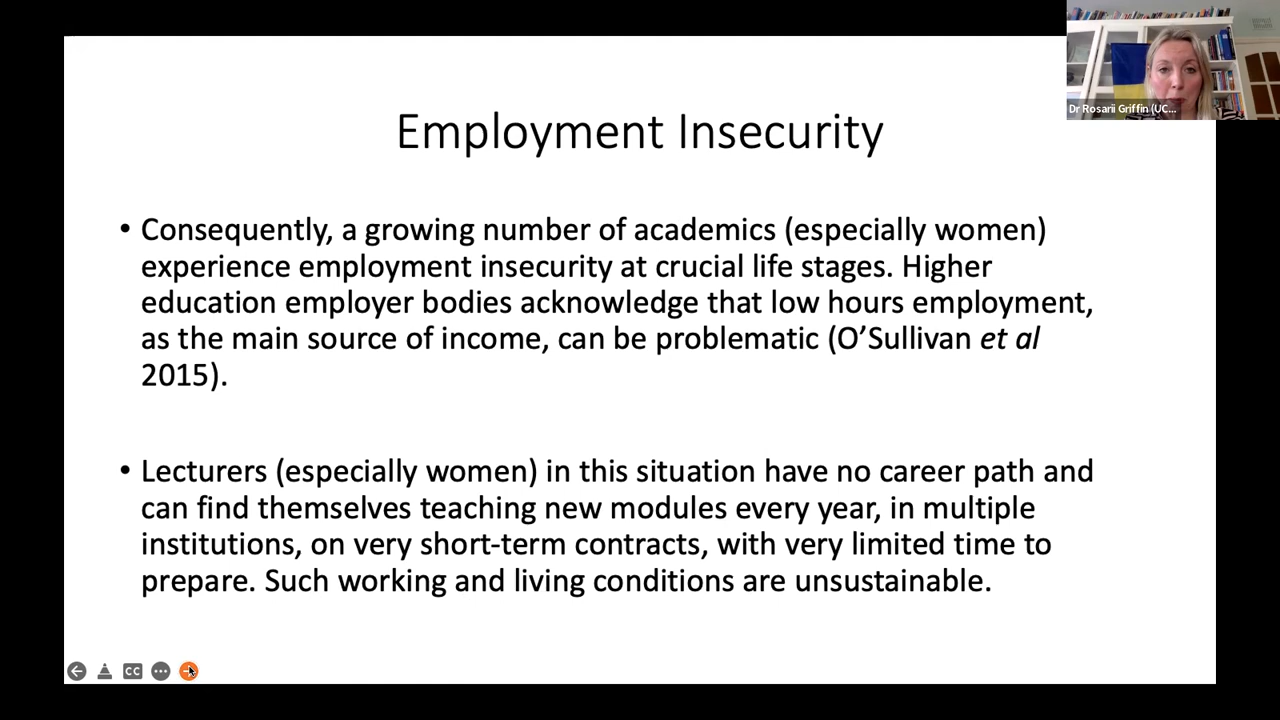 Dr Rosarii Griffin (UC...
Employment Insecurity
• Consequently, a growing number of academics (especially women)
experience employment insecurity at crucial life stages. Higher
education employer bodies acknowledge that low hours employment,
as the main source of income, can be problematic (O’Sullivan et al
2015).
• Lecturers (especially women) in this situation have no career path and
can find themselves teaching new modules every year, in multiple
institutions, on very short-term contracts, with very limited time to
prepare. Such working and living conditions are unsustainable.
CC